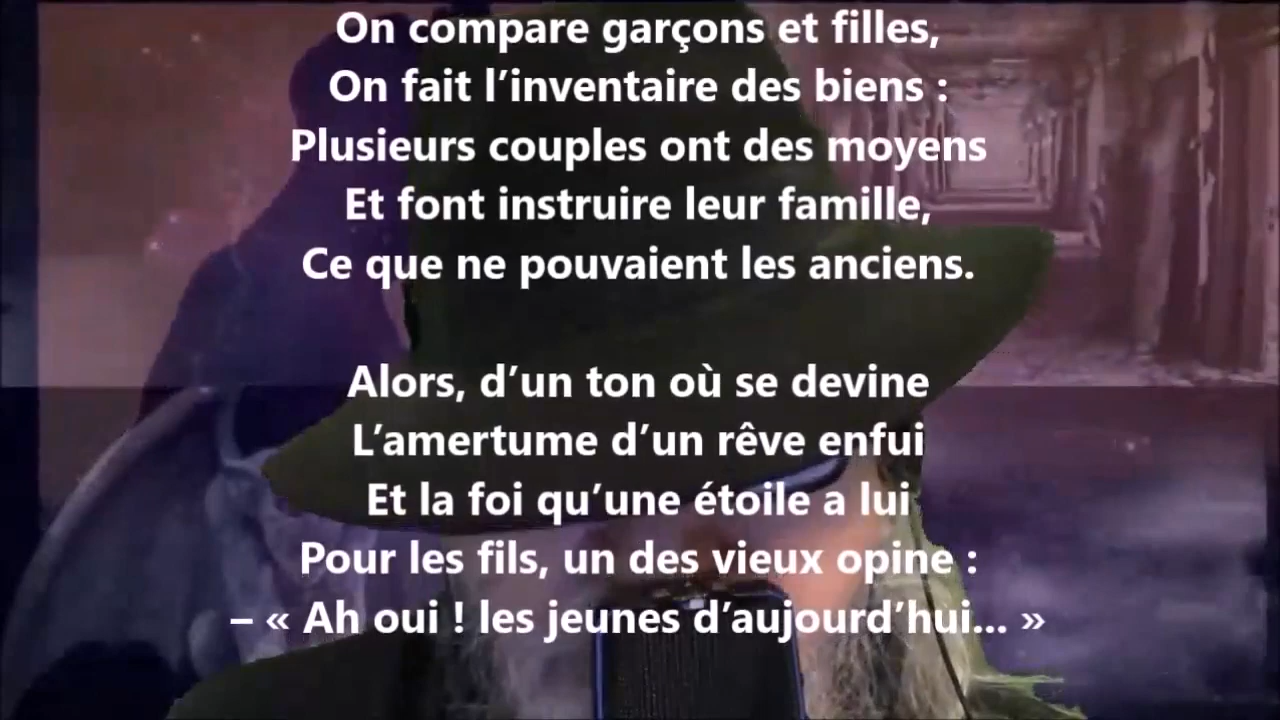 On compare garçons et filles,
On fait l’inventaire des biens :
Plusieurs couples ont des moyens
Et font instruire leur famille,
Ce que ne pouvaient les anciens.
Alors, d’un ton où se devine
L’amertume d’un rêve enfui
Et la foi qu’une étoile a lui
Pour les fils, un des vieux opine :
– « Ah oui ! les jeunes d’aujourd’hui... »